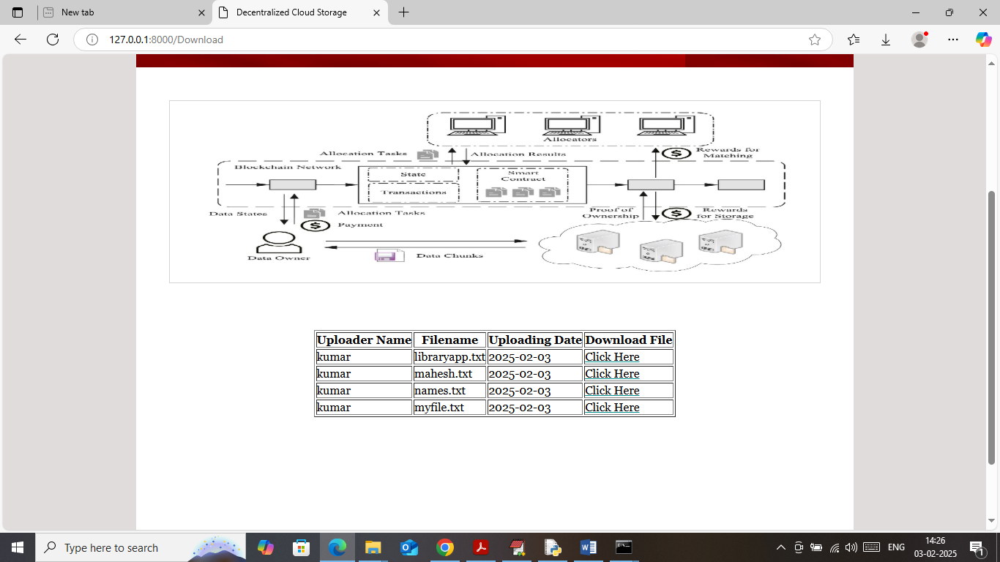 New tab
Decentralized Cloud Storage
127.0.0.1:8000/Download
Allocators
Allocation Tasks
Allocation Results
Rewards for
Matching
Blockchain Network
State
Transactions
Smart
Contract
Data States
Allocation Tasks
Payment
Proof of
Ownership
Rewards
for Storage
Data Owner
Data Chunks
Uploader Name Filename Uploading Date Download File
kumar libraryapp.txt 2025-02-03 Click Here
kumar mahesh.txt 2025-02-03 Click Here
kumar names.txt 2025-02-03 Click Here
kumar myfile.txt 2025-02-03 Click Here
Type here to search
ENG
14:26
03-02-2025
1